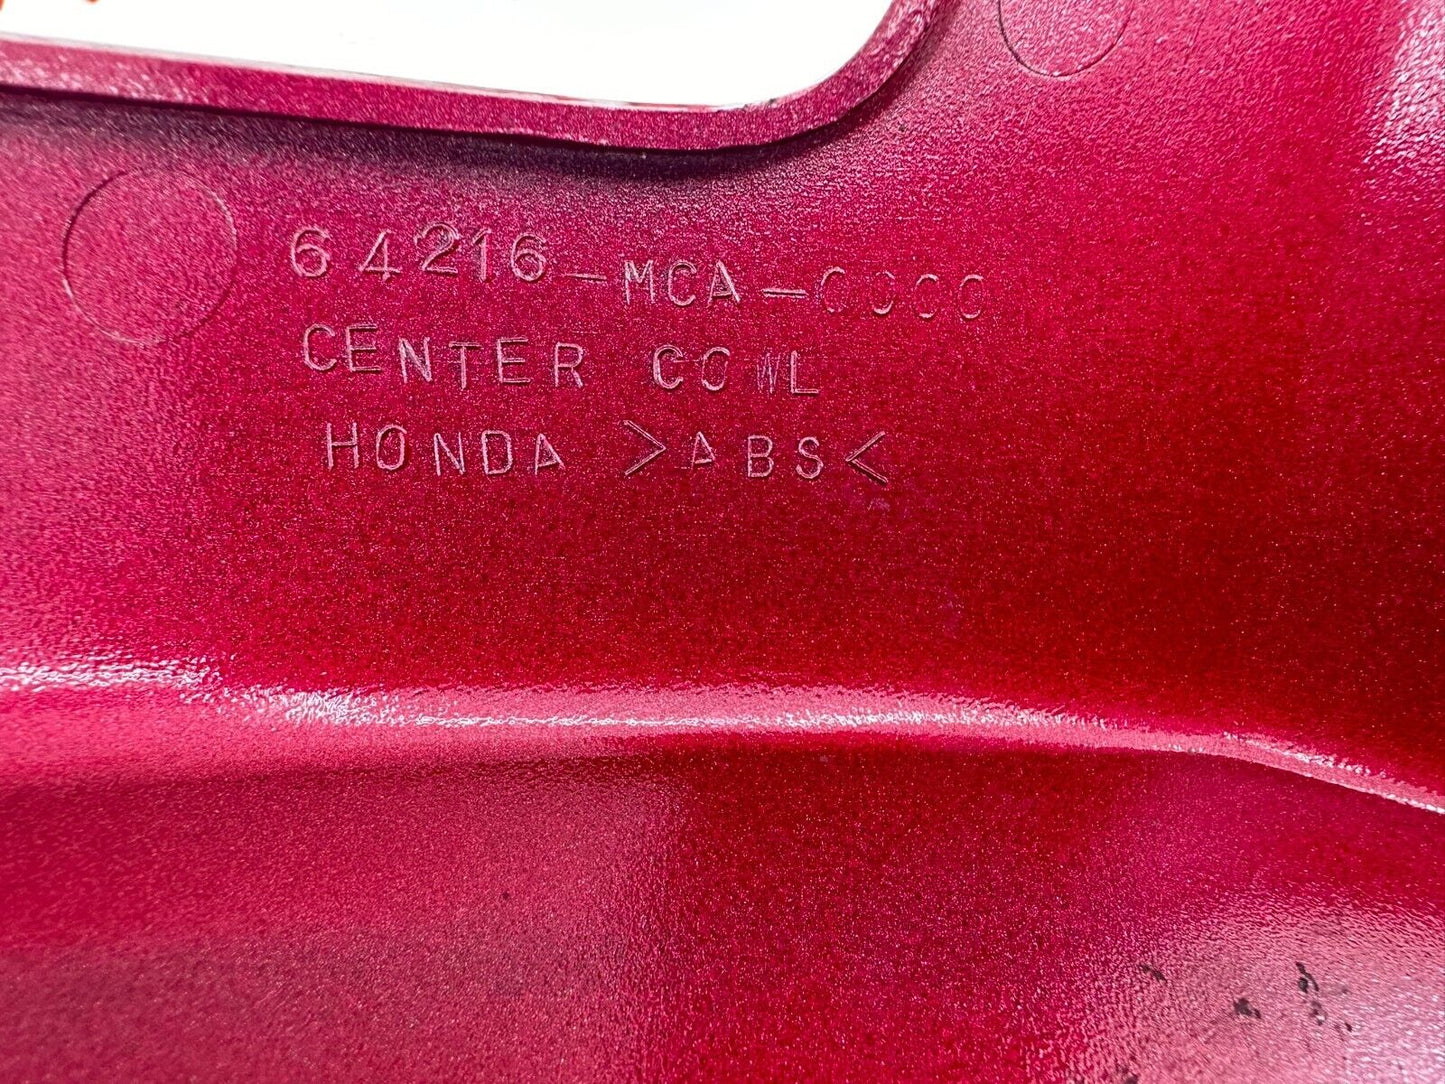 64216-MCA-0000
CENTER COWL
HONDA >ABS<